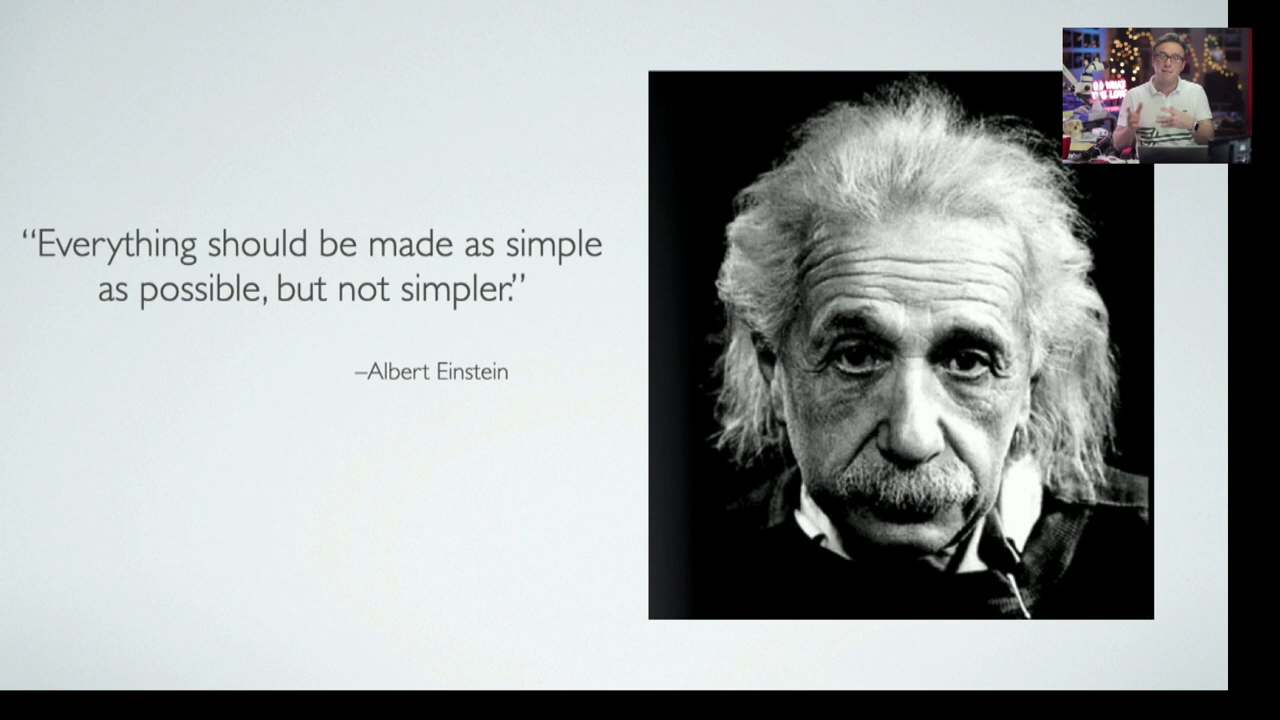 “Everything should be made as simple
as possible, but not simpler.”
–Albert Einstein